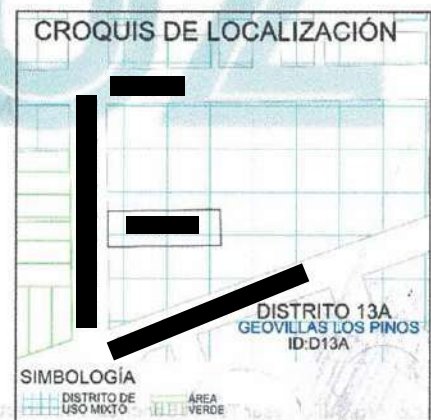 CROQUIS DE LOCALIZACIÓN
DISTRITO 13A
GEOVILLAS LOS PINOS
ID:D13A
SIMBOLOGÍA
DISTRITO DE
USO MIXTO
ÁREA
VERDE